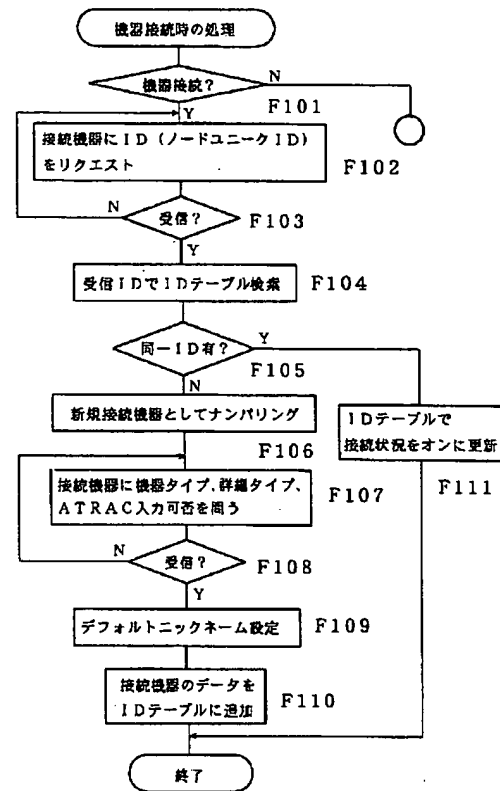 機器接続時の処理
機器接続?
N
F101
Y
接続機器にID(ノードユニークID)
をリクエスト
F102
N
受信?
F103
Y
受信IDでIDテーブル検索
F104
同一ID有?
Y
F105
N
新規接続機器としてナンバリング
F106
IDテーブルで
接続状況をオンに更新
F111
接続機器に機器タイプ、詳細タイプ、
ATRAC入力可否を問う
F107
N
受信?
F108
Y
デフォルトニックネーム設定
F109
接続機器のデータを
IDテーブルに追加
F110
終了